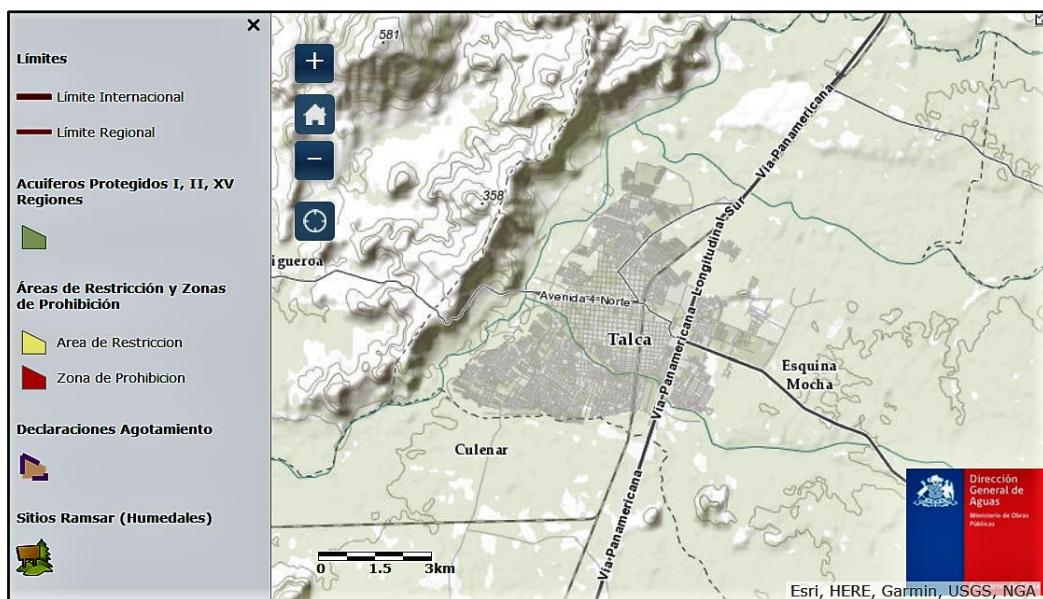 ×
Límites
Límite Internacional
Límite Regional
Acuiferos Protegidos I, II, XV
Regiones
Áreas de Restricción y Zonas
de Prohibición
Area de Restriccion
Zona de Prohibicion
Declaraciones Agotamiento
Sitios Ramsar (Humedales)
+
−
581
358
igueroa
Avenida 4 Norte
Talca
Esquina
Mocha
Culenar
Vía Panamericana
Vía Panamericana Longitudinal Sur
Vía Panamericana
0 1.5 3km
Dirección
General de
Aguas
Ministerio de Obras
Públicas
Esri, HERE, Garmin, USGS, NGA